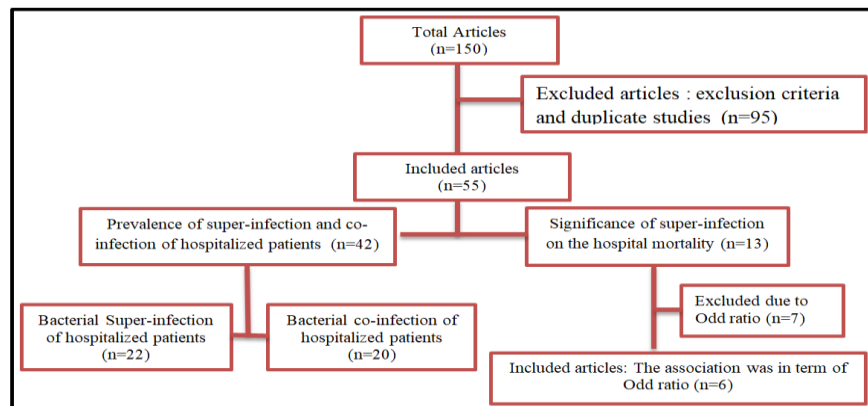 Total Articles
(n=150)
Excluded articles : exclusion criteria
and duplicate studies (n=95)
Included articles
(n=55)
Prevalence of super-infection and co-
infection of hospitalized patients (n=42)
Significance of super-infection
on the hospital mortality (n=13)
Bacterial Super-infection
of hospitalized patients
(n=22)
Bacterial co-infection of
hospitalized patients
(n=20)
Excluded due to
Odd ratio (n=7)
Included articles: The association was in term of
Odd ratio (n=6)